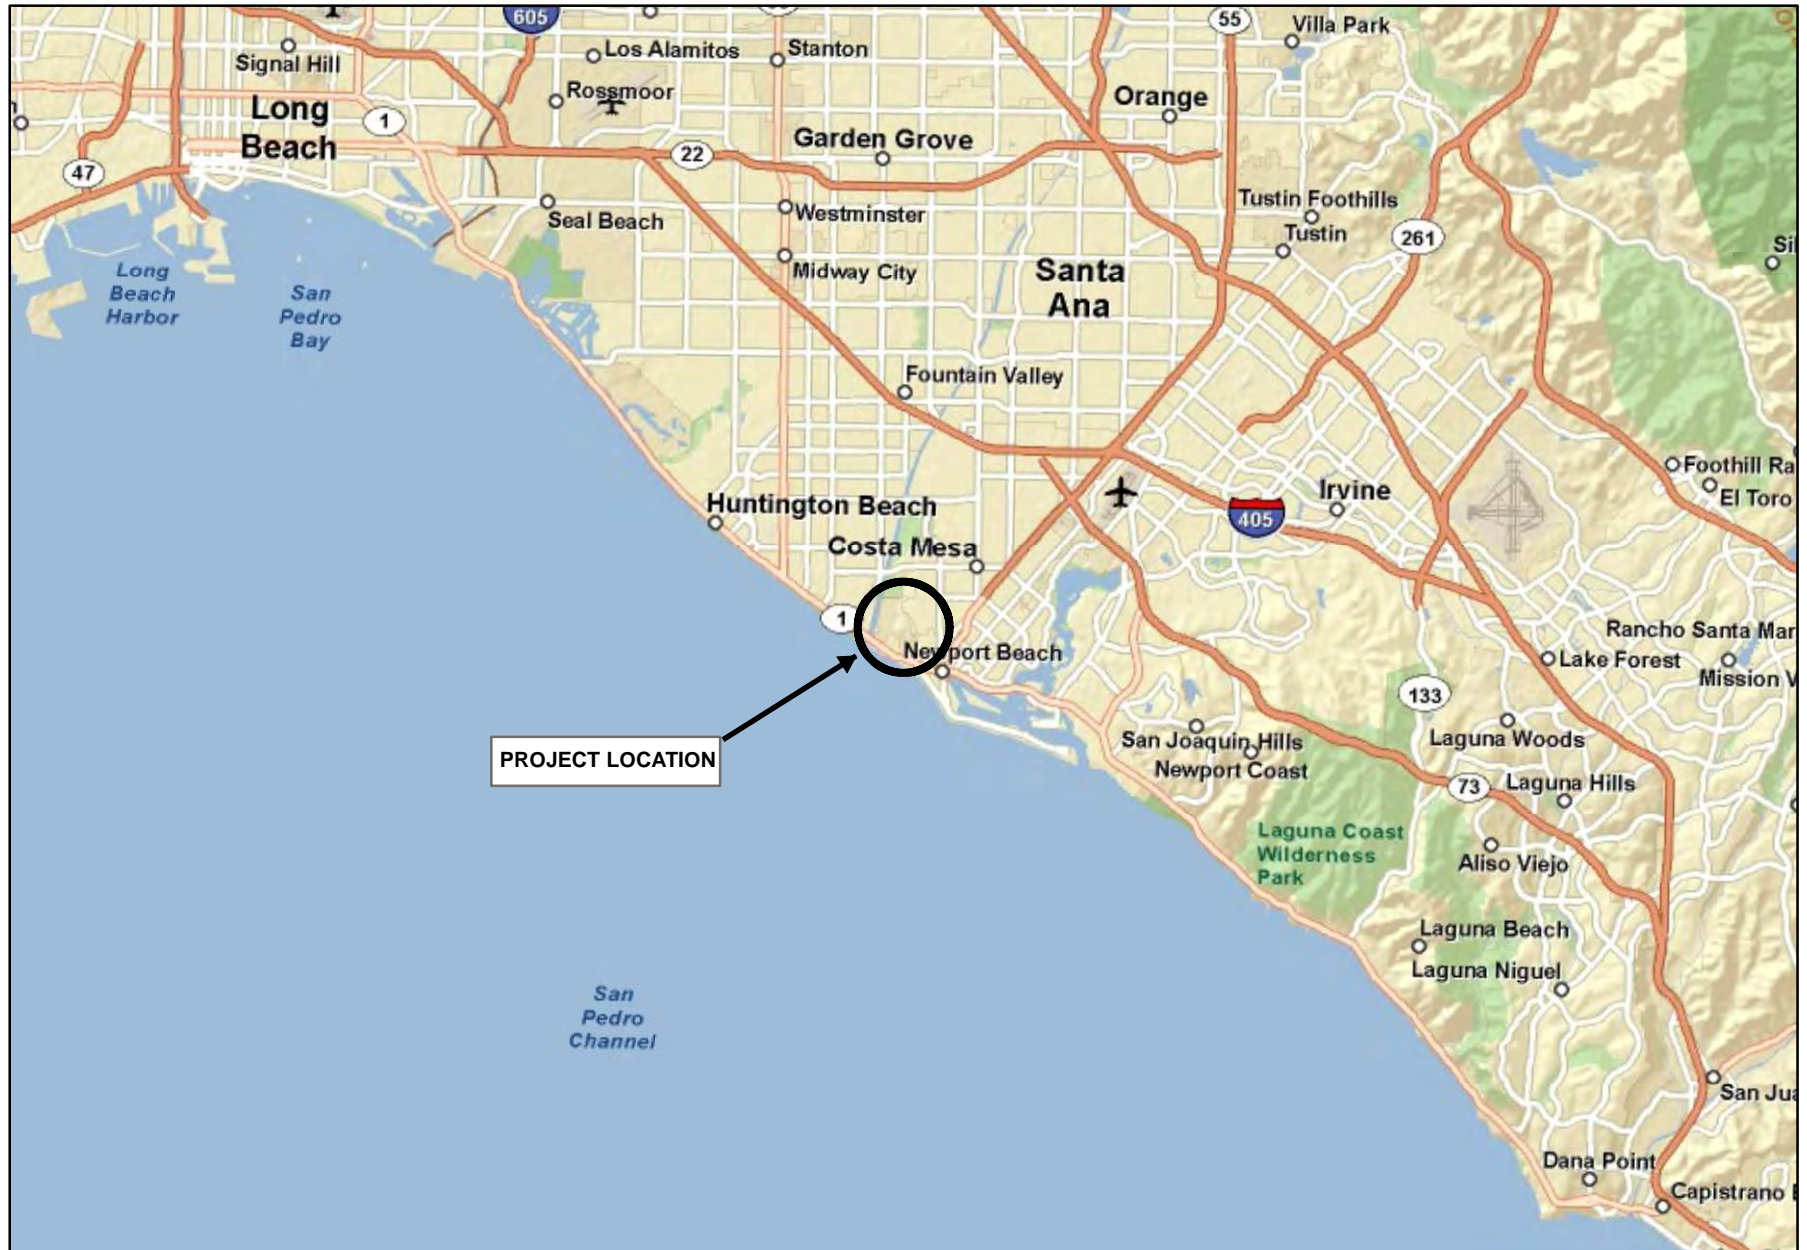 605
55
Villa Park
Los Alamitos
Stanton
Signal Hill
Rossmoor
Orange
Long
Beach
1
Garden Grove
22
47
Seal Beach
Westminster
Tustin Foothills
Tustin
261
Midway City
Santa
Ana
Long
Beach
Harbor
San
Pedro
Bay
Fountain Valley
Foothill Ra
El Toro
Irvine
Huntington Beach
405
Costa Mesa
1
Newport Beach
Rancho Santa Mar
Lake Forest
Mission V
133
PROJECT LOCATION
San Joaquin Hills
Newport Coast
Laguna Woods
73
Laguna Hills
Laguna Coast
Wilderness
Park
Aliso Viejo
Laguna Beach
Laguna Niguel
San
Pedro
Channel
San Jua
Dana Point
Capistrano